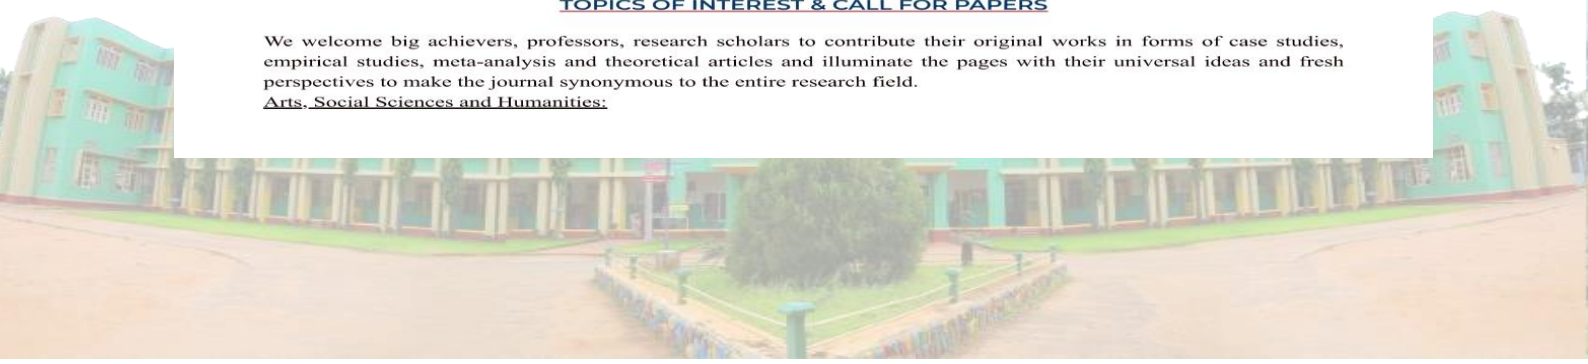 TOPICS OF INTEREST & CALL FOR PAPERS
We welcome big achievers, professors, research scholars to contribute their original works in forms of case studies,
empirical studies, meta-analysis and theoretical articles and illuminate the pages with their universal ideas and fresh
perspectives to make the journal synonymous to the entire research field.
Arts, Social Sciences and Humanities: